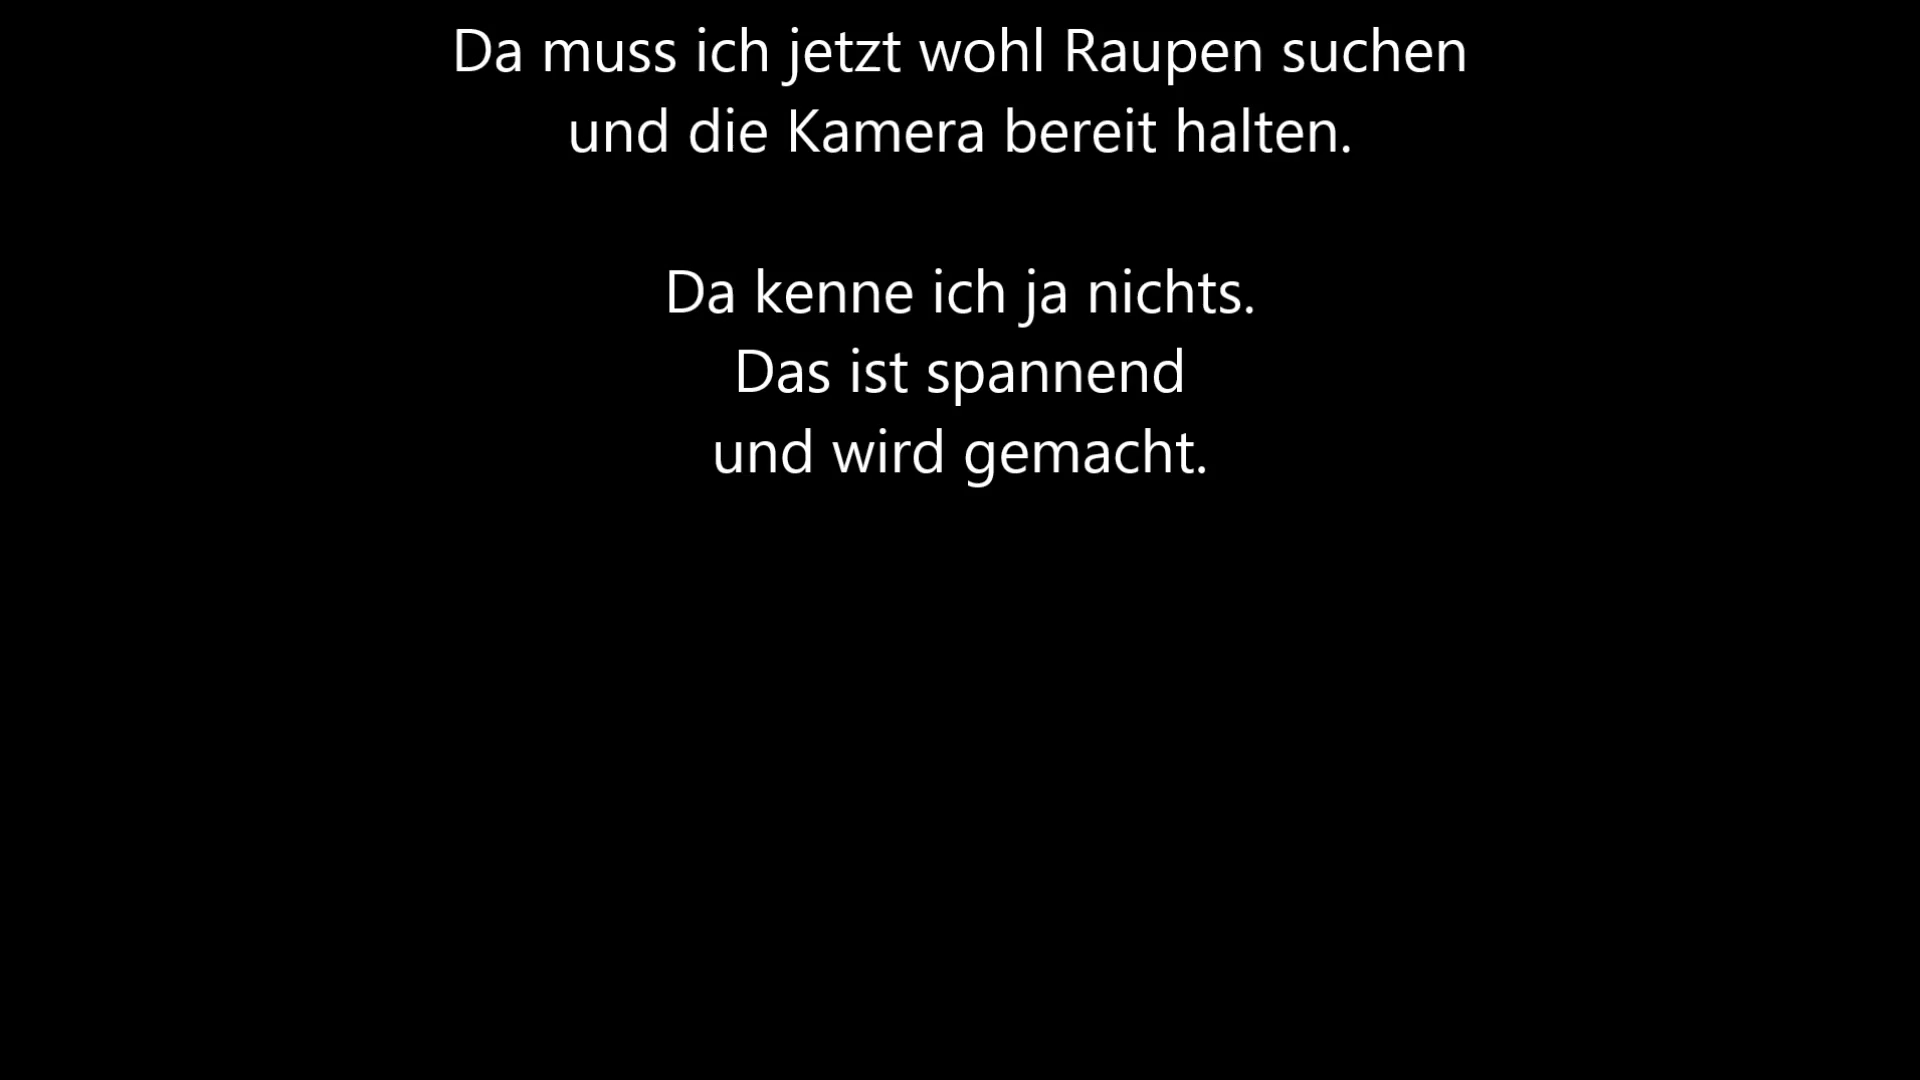 Da muss ich jetzt wohl Raupen suchen
und die Kamera bereit halten.
Da kenne ich ja nichts.
Das ist spannend
und wird gemacht.